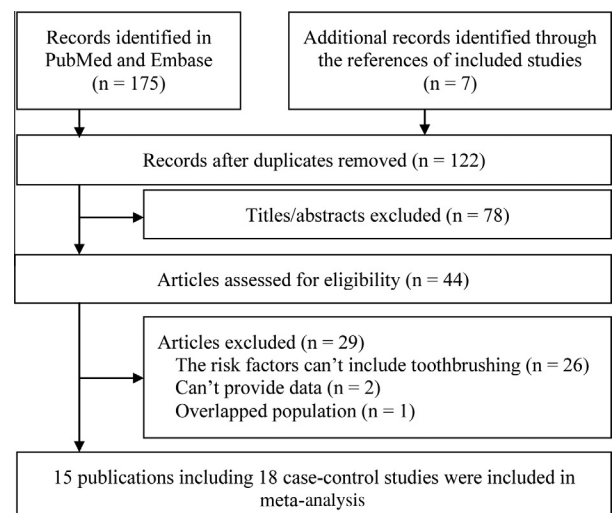 Records identified in
PubMed and Embase
(n = 175)
Additional records identified through
the references of included studies
(n = 7)
Records after duplicates removed (n = 122)
Titles/abstracts excluded (n = 78)
Articles assessed for eligibility (n = 44)
Articles excluded (n = 29)
The risk factors can’t include toothbrushing (n = 26)
Can’t provide data (n = 2)
Overlapped population (n = 1)
15 publications including 18 case-control studies were included in
meta-analysis